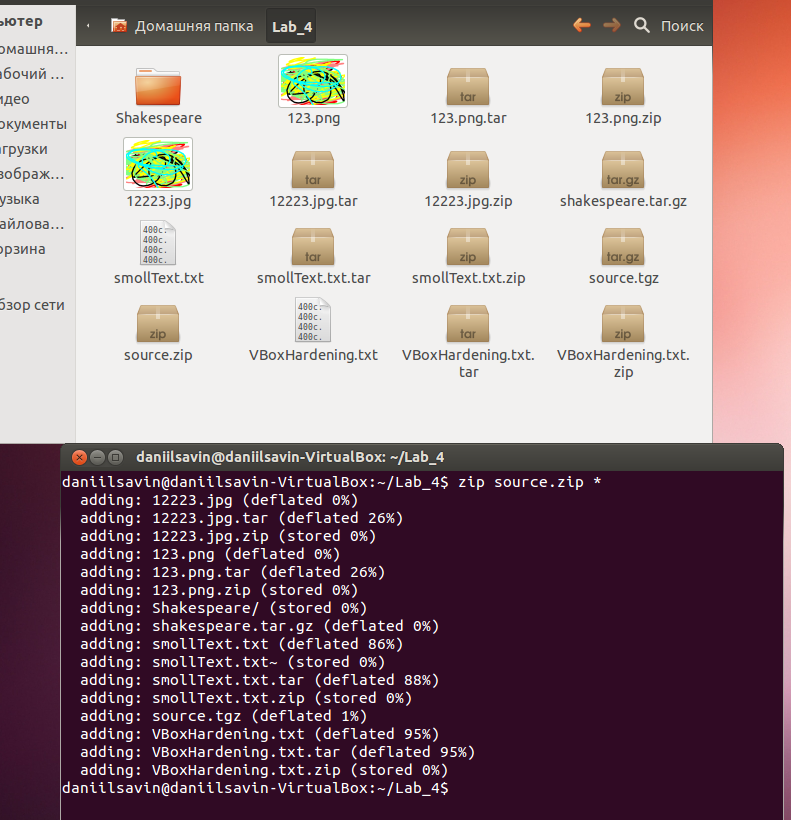 ьютер
Домашняя папка Lab_4 Поиск
омашня...
абочий ...
идео
окументы
агрузки
зображ...
узыка
айлова...
орзина
бзор сети
Shakespeare 123.png 123.png.tar 123.png.zip
12223.jpg 12223.jpg.tar 12223.jpg.zip shakespeare.tar.gz
smollText.txt smollText.txt.tar smollText.txt.zip source.tgz
source.zip VBoxHardening.txt VBoxHardening.txt.tar VBoxHardening.txt.zip
tar zip
tar zip tar.gz
400c.
400c.
400c.
400c.
tar zip tar.gz
zip
400c.
400c.
400c.
400c.
tar zip
daniilsavin@daniilsavin-VirtualBox: ~/Lab_4
daniilsavin@daniilsavin-VirtualBox:~/Lab_4$ zip source.zip *
adding: 12223.jpg (deflated 0%)
adding: 12223.jpg.tar (deflated 26%)
adding: 12223.jpg.zip (stored 0%)
adding: 123.png (deflated 0%)
adding: 123.png.tar (deflated 26%)
adding: 123.png.zip (stored 0%)
adding: Shakespeare/ (stored 0%)
adding: shakespeare.tar.gz (deflated 0%)
adding: smollText.txt (deflated 86%)
adding: smollText.txt~ (stored 0%)
adding: smollText.txt.tar (deflated 88%)
adding: smollText.txt.zip (stored 0%)
adding: source.tgz (deflated 1%)
adding: VBoxHardening.txt (deflated 95%)
adding: VBoxHardening.txt.tar (deflated 95%)
adding: VBoxHardening.txt.zip (stored 0%)
daniilsavin@daniilsavin-VirtualBox:~/Lab_4$